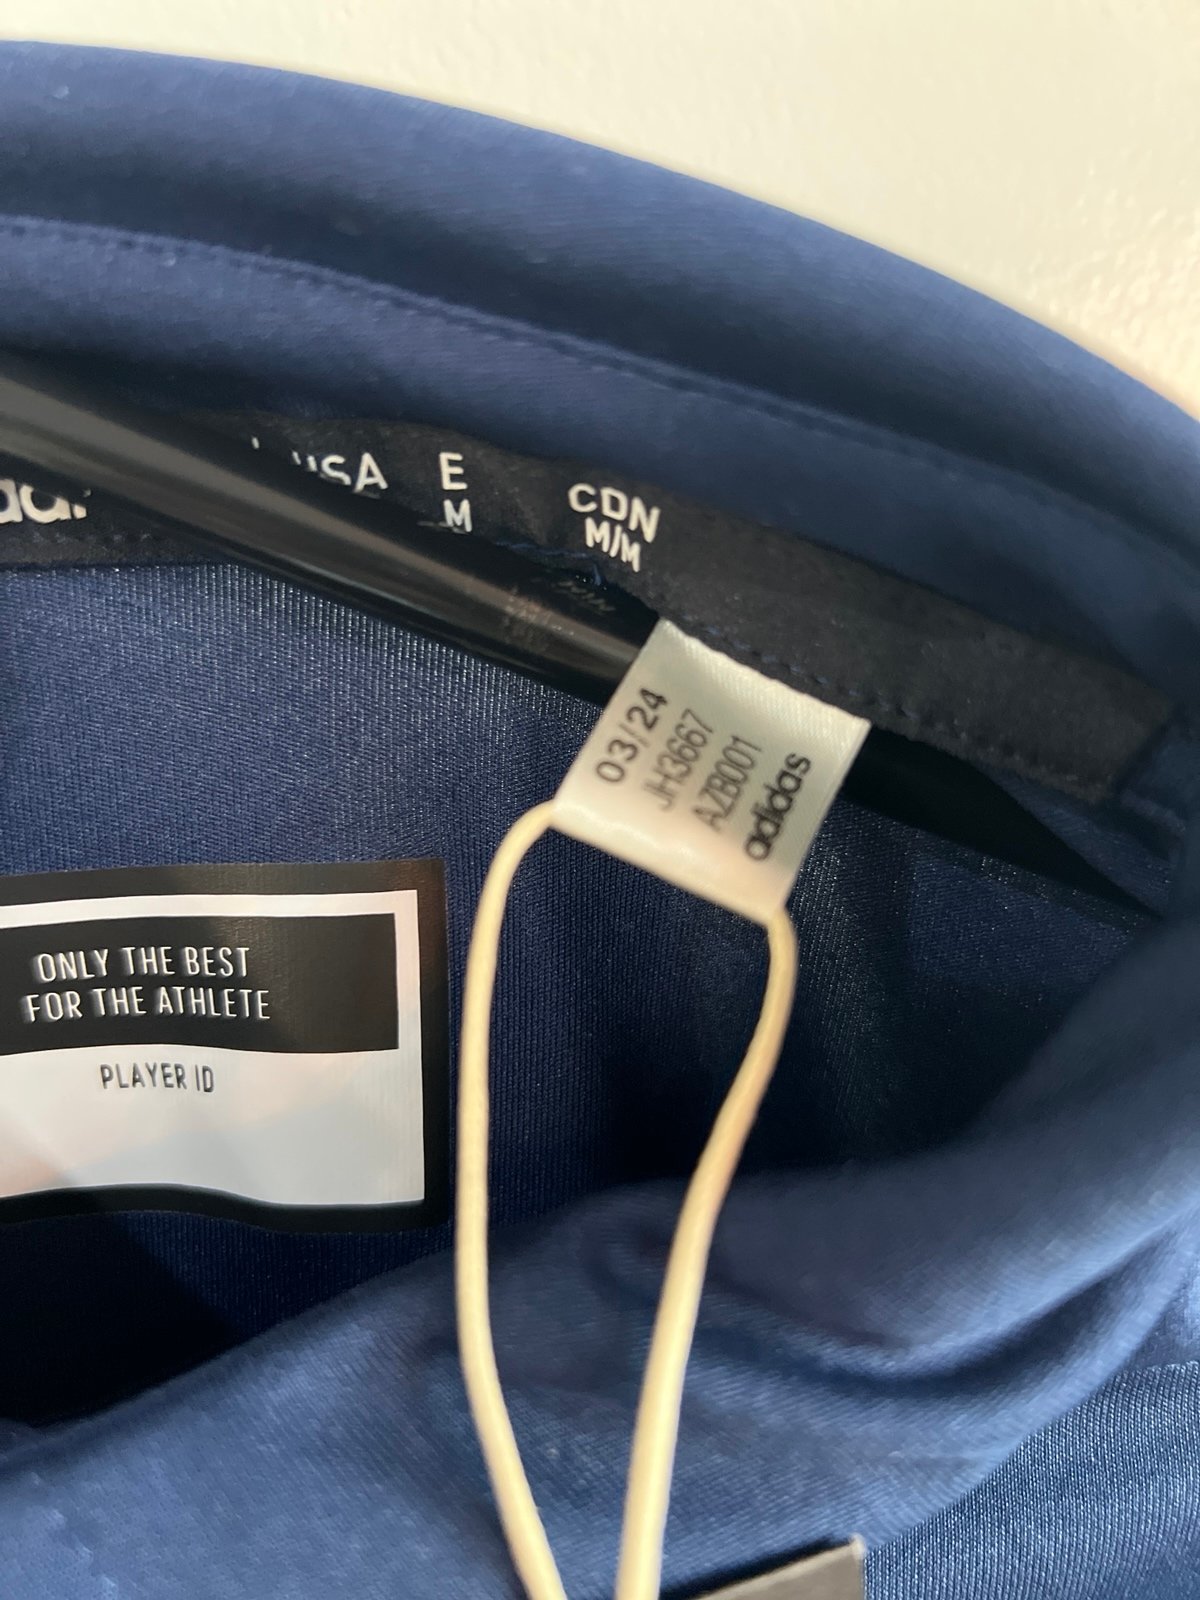 USA
E
M
CDN
M/M
03/24
JH3667
AZB001
adidas
ONLY THE BEST
FOR THE ATHLETE
PLAYER ID